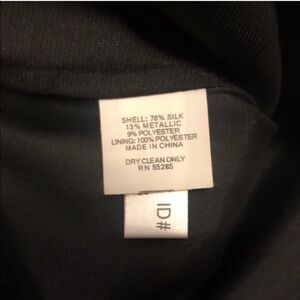 SHELL: 78% SILK
13% METALLIC
9% POLYESTER
LINING: 100% POLYESTER
MADE IN CHINA
DRY CLEAN ONLY
RN 55285
ID#